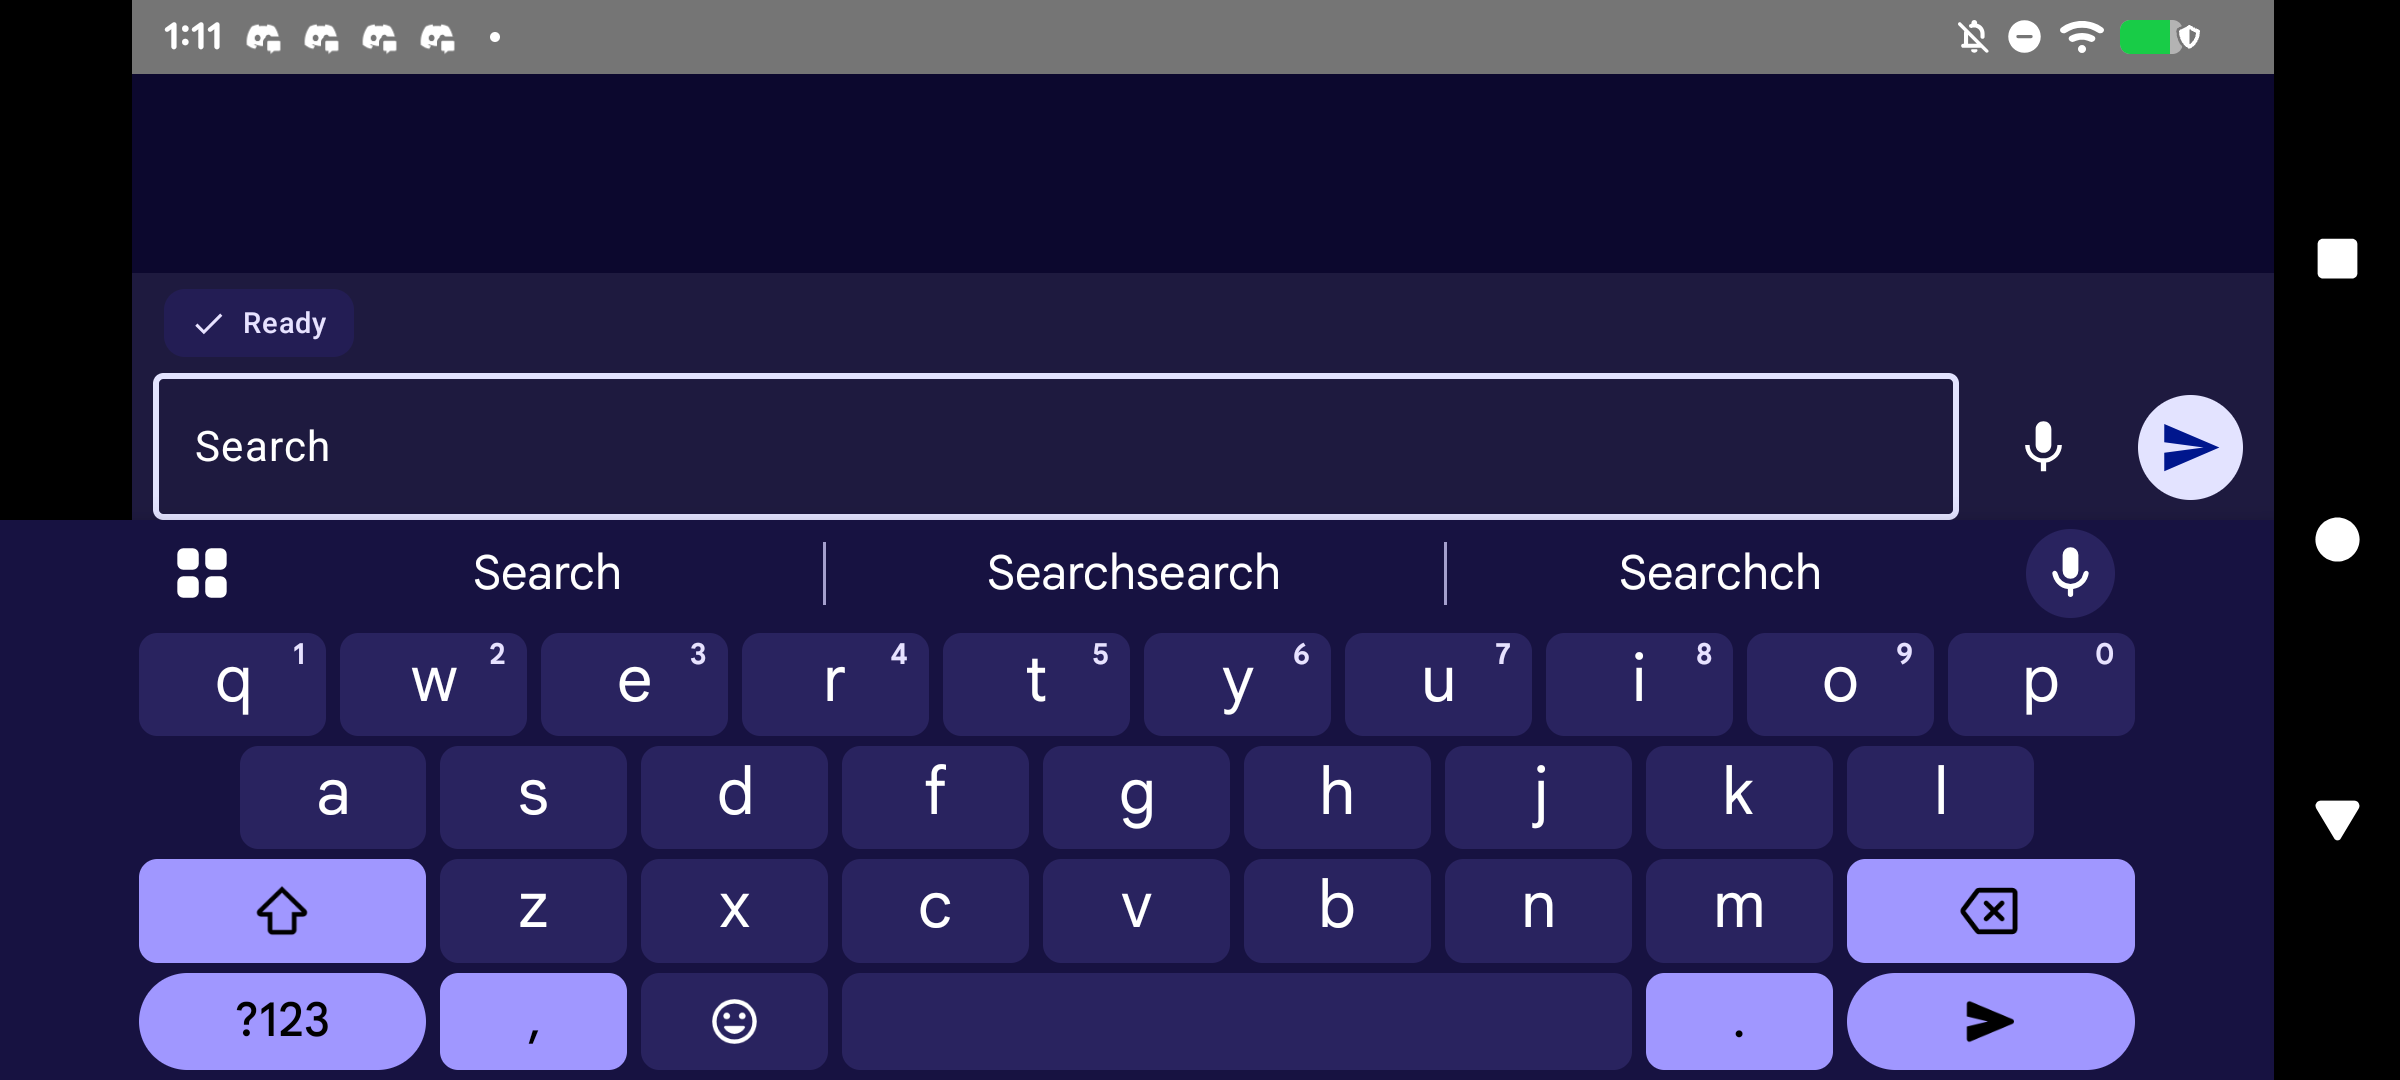 1:11
Ready
Search
Search Searchsearch Searchch
q 1 w 2 e 3 r 4 t 5 y 6 u 7 i 8 o 9 p 0
a s d f g h j k l
z x c v b n m
?123 , .